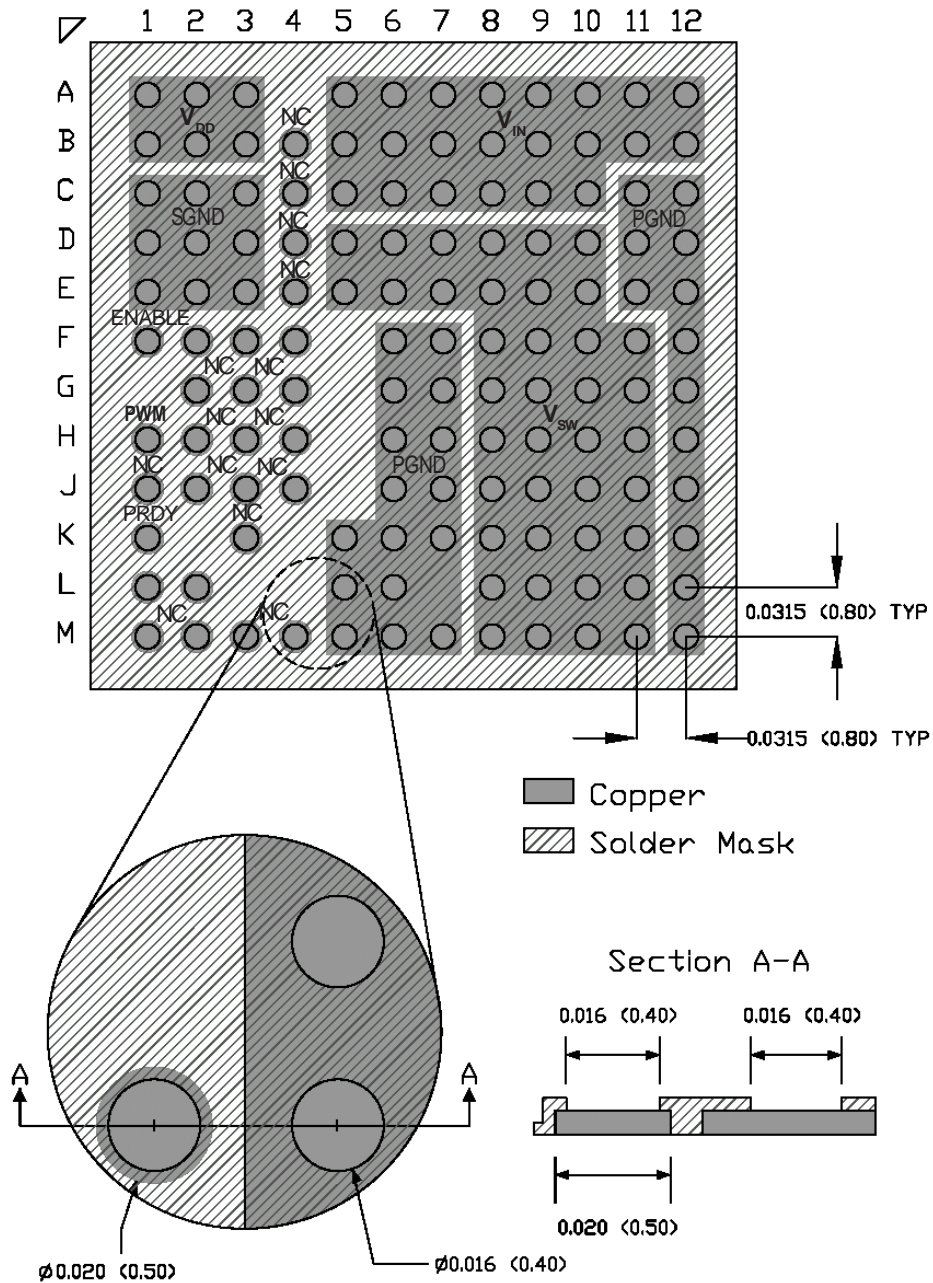 1 2 3 4 5 6 7 8 9 10 11 12
A
NC
VDD
VIN
B
NC
C
SGND
PGND
NC
D
NC
E
ENABLE
F
NC NC
G
PWM
NC NC
VSW
H
NC
NC NC
PGND
J
PRDY
NC
K
L
0.0315 (0.80) TYP
NC
NC
M
0.0315 (0.80) TYP
Copper
Solder Mask
Section A-A
0.016 (0.40)
0.016 (0.40)
A
A
0.020 (0.50)
Ø0.020 (0.50)
Ø0.016 (0.40)